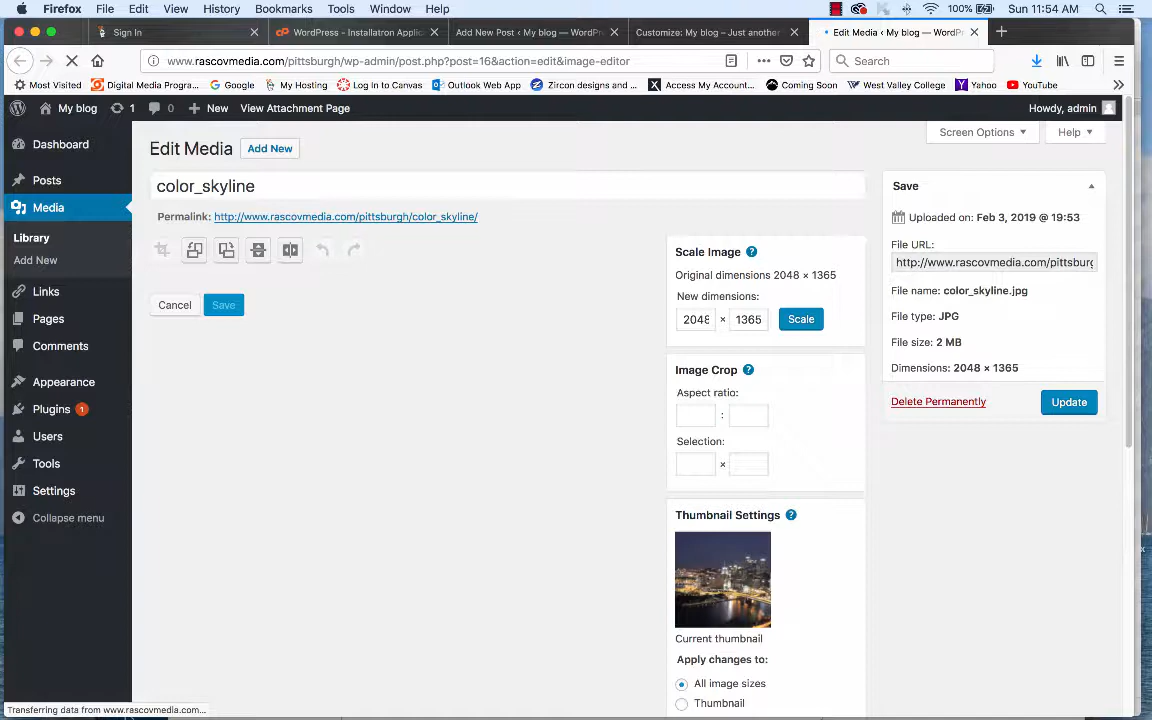 Firefox File Edit View History Bookmarks Tools Window Help 100% Sun 11:54 AM
Sign In WordPress - Installatron Applic Add New Post ‹ My blog — WordPr Customize: My blog – Just another Edit Media ‹ My blog — WordPr
www.rascovmedia.com/pittsburgh/wp-admin/post.php?post=16&action=edit&image-editor Search
Most Visited Digital Media Progra... Google My Hosting Log In to Canvas Outlook Web App Zircon designs and ... Access My Account... Coming Soon West Valley College Yahoo YouTube
My blog 1 0 New View Attachment Page Howdy, admin
Screen Options Help
Edit Media Add New
Dashboard
Posts
Media
Library
Add New
Links
Pages
Comments
Appearance
Plugins 1
Users
Tools
Settings
Collapse menu
color_skyline
Permalink: http://www.rascovmedia.com/pittsburgh/color_skyline/
Cancel Save
Scale Image ?
Original dimensions 2048 × 1365
New dimensions:
2048 × 1365 Scale
Image Crop ?
Aspect ratio:
:
Selection:
×
Thumbnail Settings ?
Current thumbnail
Apply changes to:
All image sizes
Thumbnail
Save
Uploaded on: Feb 3, 2019 @ 19:53
File URL:
http://www.rascovmedia.com/pittsburg
File name: color_skyline.jpg
File type: JPG
File size: 2 MB
Dimensions: 2048 × 1365
Delete Permanently Update
Transferring data from www.rascovmedia.com...